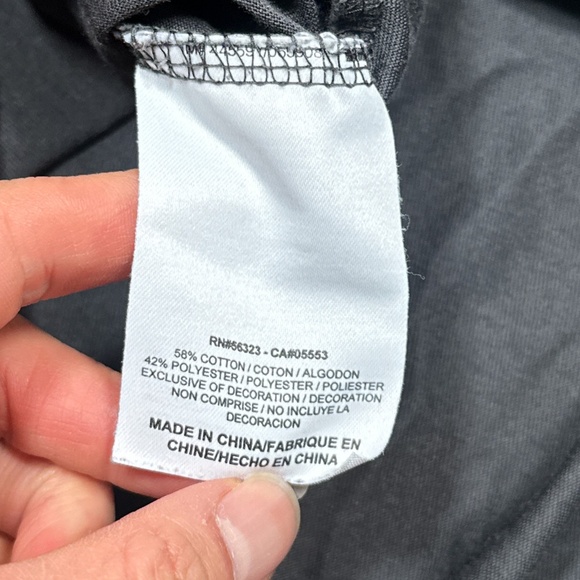 RN#56323 - CA#05553
58% COTTON / COTON / ALGODON
42% POLYESTER / POLYESTER / POLIESTER
EXCLUSIVE OF DECORATION / DECORATION
NON COMPRISE / NO INCLUYE LA
DECORACION
MADE IN CHINA/FABRIQUE EN
CHINE/HECHO EN CHINA